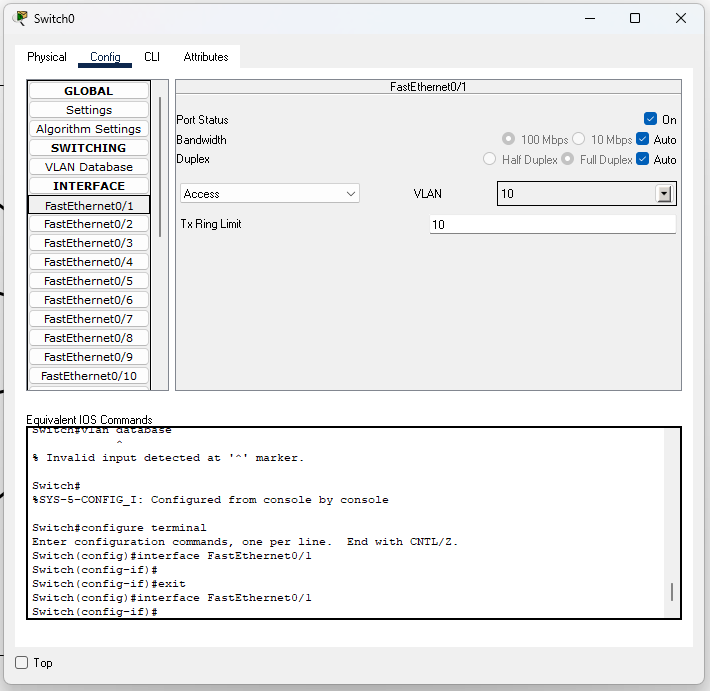 Switch0
Physical Config CLI Attributes
GLOBAL
Settings
Algorithm Settings
SWITCHING
VLAN Database
INTERFACE
FastEthernet0/1
FastEthernet0/2
FastEthernet0/3
FastEthernet0/4
FastEthernet0/5
FastEthernet0/6
FastEthernet0/7
FastEthernet0/8
FastEthernet0/9
FastEthernet0/10
FastEthernet0/1
Port Status On
Bandwidth 100 Mbps 10 Mbps Auto
Duplex Half Duplex Full Duplex Auto
Access VLAN 10
Tx Ring Limit 10
Equivalent IOS Commands
Switch#vlan database
^
% Invalid input detected at '^' marker.
Switch#
%SYS-5-CONFIG_I: Configured from console by console
Switch#configure terminal
Enter configuration commands, one per line. End with CNTL/Z.
Switch(config)#interface FastEthernet0/1
Switch(config-if)#
Switch(config-if)#exit
Switch(config)#interface FastEthernet0/1
Switch(config-if)#
Top